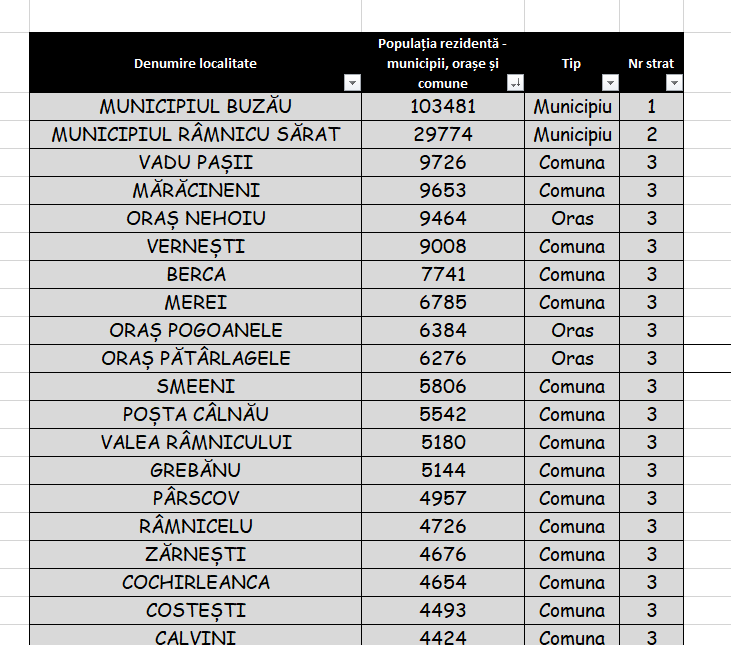 Denumire localitate Populația rezidentă - municipii, orașe și comune Tip Nr strat
MUNICIPIUL BUZĂU 103481 Municipiu 1
MUNICIPIUL RÂMNICU SĂRAT 29774 Municipiu 2
VADU PAȘII 9726 Comuna 3
MĂRĂCINENI 9653 Comuna 3
ORAȘ NEHOIU 9464 Oras 3
VERNEȘTI 9008 Comuna 3
BERCA 7741 Comuna 3
MEREI 6785 Comuna 3
ORAȘ POGOANELE 6384 Oras 3
ORAȘ PĂTÂRLAGELE 6276 Oras 3
SMEENI 5806 Comuna 3
POȘTA CÂLNĂU 5542 Comuna 3
VALEA RÂMNICULUI 5180 Comuna 3
GREBĂNU 5144 Comuna 3
PÂRSCOV 4957 Comuna 3
RÂMNICELU 4726 Comuna 3
ZĂRNEȘTI 4676 Comuna 3
COCHIRLEANCA 4654 Comuna 3
COSTEȘTI 4493 Comuna 3
CALVINI 4424 Comuna 3